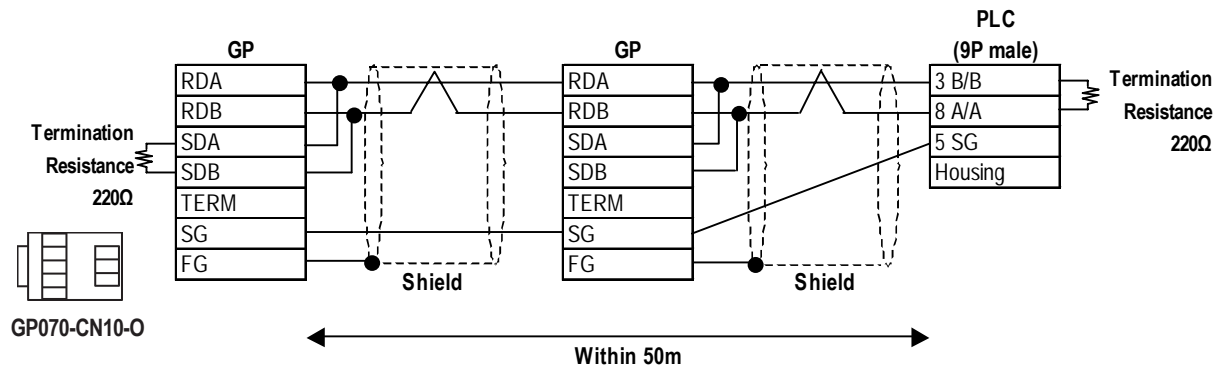 GP
RDA
RDB
SDA
SDB
TERM
SG
FG
Termination
Resistance
220Ω
GP070-CN10-O
Shield
GP
RDA
RDB
SDA
SDB
TERM
SG
FG
Shield
PLC
(9P male)
3 B/B
8 A/A
5 SG
Housing
Termination
Resistance
220Ω
Within 50m